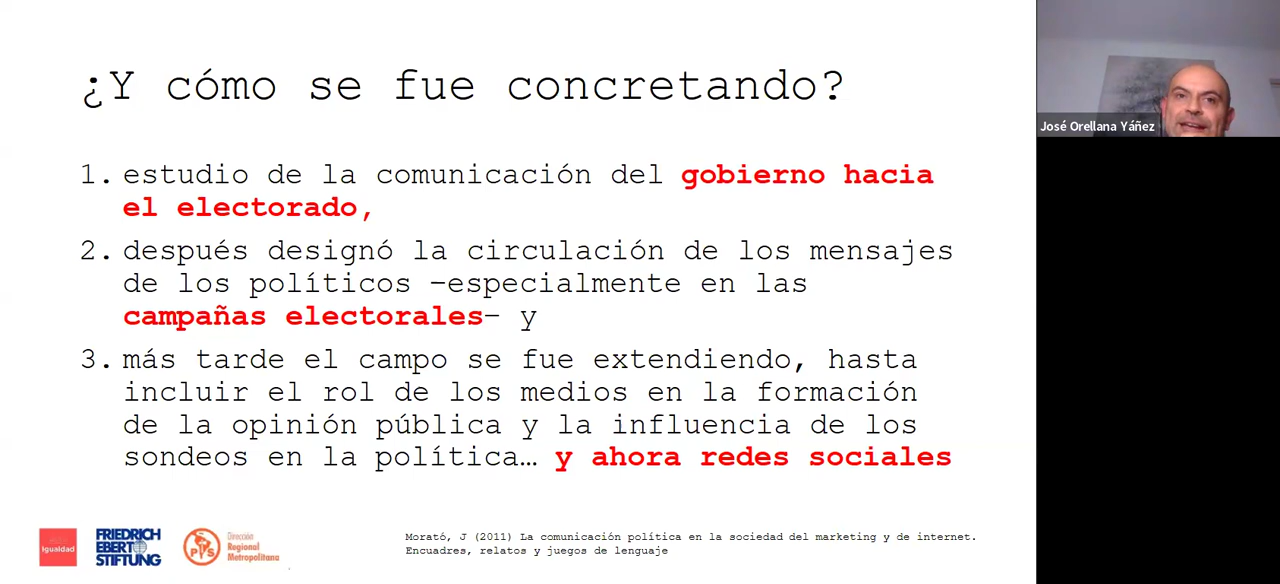 ¿Y cómo se fue concretando?
1. estudio de la comunicación del gobierno hacia
el electorado,
2. después designó la circulación de los mensajes
de los políticos –especialmente en las
campañas electorales– y
3. más tarde el campo se fue extendiendo, hasta
incluir el rol de los medios en la formación
de la opinión pública y la influencia de los
sondeos en la política… y ahora redes sociales
Igualdad
FRIEDRICH
EBERT
STIFTUNG
PS
Dirección
Regional
Metropolitana
Morató, J (2011) La comunicación política en la sociedad del marketing y de internet.
Encuadres, relatos y juegos de lenguaje
José Orellana Yáñez